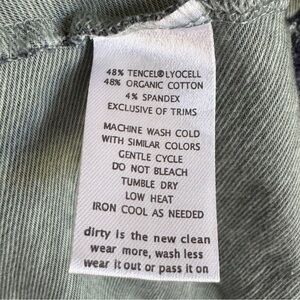 48% TENCEL®LYOCELL
48% ORGANIC COTTON
4% SPANDEX
EXCLUSIVE OF TRIMS
MACHINE WASH COLD
WITH SIMILAR COLORS
GENTLE CYCLE
DO NOT BLEACH
TUMBLE DRY
LOW HEAT
IRON COOL AS NEEDED
dirty is the new clean
wear more, wash less
wear it out or pass it on